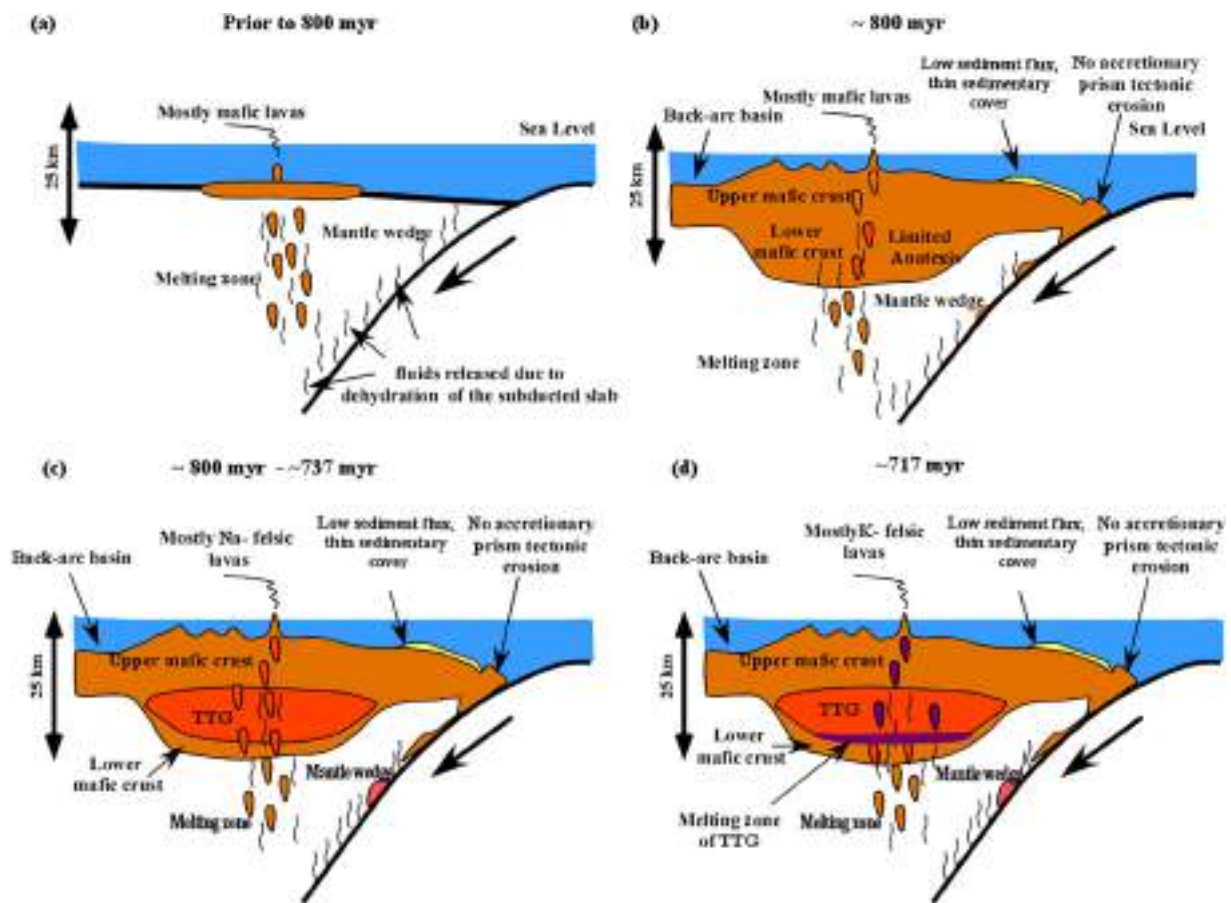 (a)
Prior to 800 myr
Mostly mafic lavas
Sea Level
25 km
Mantle wedge
Melting zone
fluids released due to
dehydration of the subducted slab
(b)
~ 800 myr
Low sediment flux,
thin sedimentary
cover
No accretionary
prism tectonic
erosion
Mostly mafic lavas
Back-arc basin
Sea Level
25 km
Upper mafic crust
Lower
mafic crust
Limited
Anatexis
Mantle wedge
Melting zone
(c)
~ 800 myr - ~737 myr
Mostly Na- felsic
lavas
Low sediment flux,
thin sedimentary
cover
No accretionary
prism tectonic
erosion
Back-arc basin
25 km
Upper mafic crust
TTG
Lower
mafic crust
Mantle wedge
Melting zone
(d)
~717 myr
MostlyK- felsic
lavas
Low sediment flux,
thin sedimentary
cover
No accretionary
prism tectonic
erosion
Back-arc basin
25 km
Upper mafic crust
TTG
Lower
mafic crust
Mantle wedge
Melting zone
of TTG
Melting zone